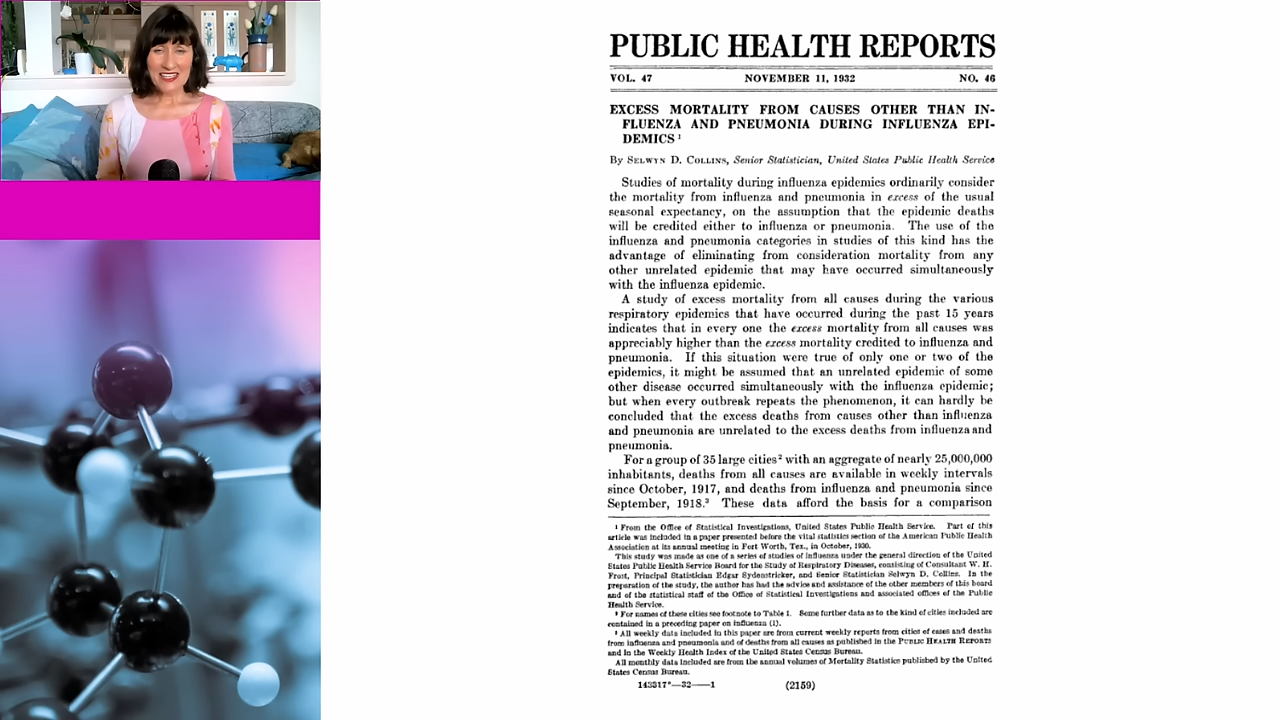 PUBLIC HEALTH REPORTS
VOL. 47 NOVEMBER 11, 1932 NO. 46
EXCESS MORTALITY FROM CAUSES OTHER THAN IN-
FLUENZA AND PNEUMONIA DURING INFLUENZA EPI-
DEMICS ¹
By SELWYN D. COLLINS, Senior Statistician, United States Public Health Service
Studies of mortality during influenza epidemics ordinarily consider
the mortality from influenza and pneumonia in excess of the usual
seasonal expectancy, on the assumption that the epidemic deaths
will be credited either to influenza or pneumonia. The use of the
influenza and pneumonia categories in studies of this kind has the
advantage of eliminating from consideration mortality from any
other unrelated epidemic that may have occurred simultaneously
with the influenza epidemic.
A study of excess mortality from all causes during the various
respiratory epidemics that have occurred during the past 15 years
indicates that in every one the excess mortality from all causes was
appreciably higher than the excess mortality credited to influenza and
pneumonia. If this situation were true of only one or two of the
epidemics, it might be assumed that an unrelated epidemic of some
other disease occurred simultaneously with the influenza epidemic;
but when every outbreak repeats the phenomenon, it can hardly be
concluded that the excess deaths from causes other than influenza
and pneumonia are unrelated to the excess deaths from influenza and
pneumonia.
For a group of 35 large cities ² with an aggregate of nearly 25,000,000
inhabitants, deaths from all causes are available in weekly intervals
since October, 1917, and deaths from influenza and pneumonia since
September, 1918.³ These data afford the basis for a comparison
¹ From the Office of Statistical Investigations, United States Public Health Service. Part of this
article was included in a paper presented before the vital statistics section of the American Public Health
Association at its annual meeting in Fort Worth, Tex., in October, 1930.
This study was made as one of a series of studies of influenza under the general direction of the United
States Public Health Service Board for the Study of Respiratory Diseases, consisting of Consultant W. H.
Frost, Principal Statistician Edgar Sydenstricker, and Senior Statistician Selwyn D. Collins. In the
preparation of the study, the author has had the advice and assistance of the other members of this board
and of the statistical staff of the Office of Statistical Investigations and associated offices of the Public
Health Service.
² For names of these cities see footnote to Table 1. Some further data as to the kind of cities included are
contained in a preceding paper on influenza (1).
³ All weekly data included in this paper are from current weekly reports from cities of cases and deaths
from influenza and pneumonia and of deaths from all causes as published in the PUBLIC HEALTH REPORTS
and in the Weekly Health Index of the United States Census Bureau.
All monthly data included are from the annual volumes of Mortality Statistics published by the United
States Census Bureau.
143317°—32——1 (2159)